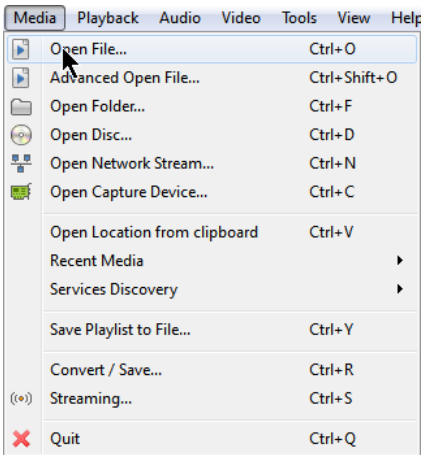 Media Playback Audio Video Tools View Help
Open File... Ctrl+O
Advanced Open File... Ctrl+Shift+O
Open Folder... Ctrl+F
Open Disc... Ctrl+D
Open Network Stream... Ctrl+N
Open Capture Device... Ctrl+C
Open Location from clipboard Ctrl+V
Recent Media
Services Discovery
Save Playlist to File... Ctrl+Y
Convert / Save... Ctrl+R
Streaming... Ctrl+S
Quit Ctrl+Q